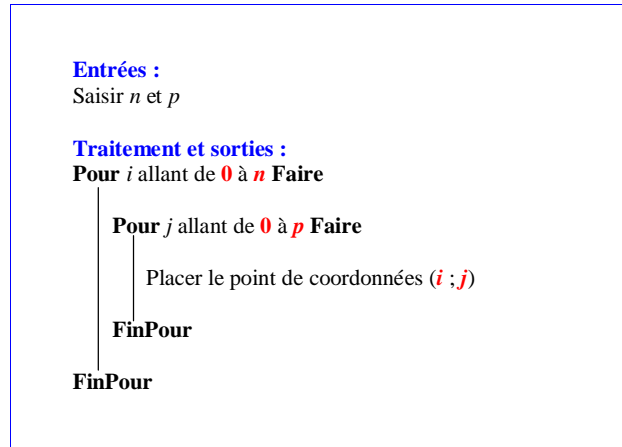 Entrées :
Saisir n et p
Traitement et sorties :
Pour i allant de 0 à n Faire
Pour j allant de 0 à p Faire
Placer le point de coordonnées (i ; j)
FinPour
FinPour